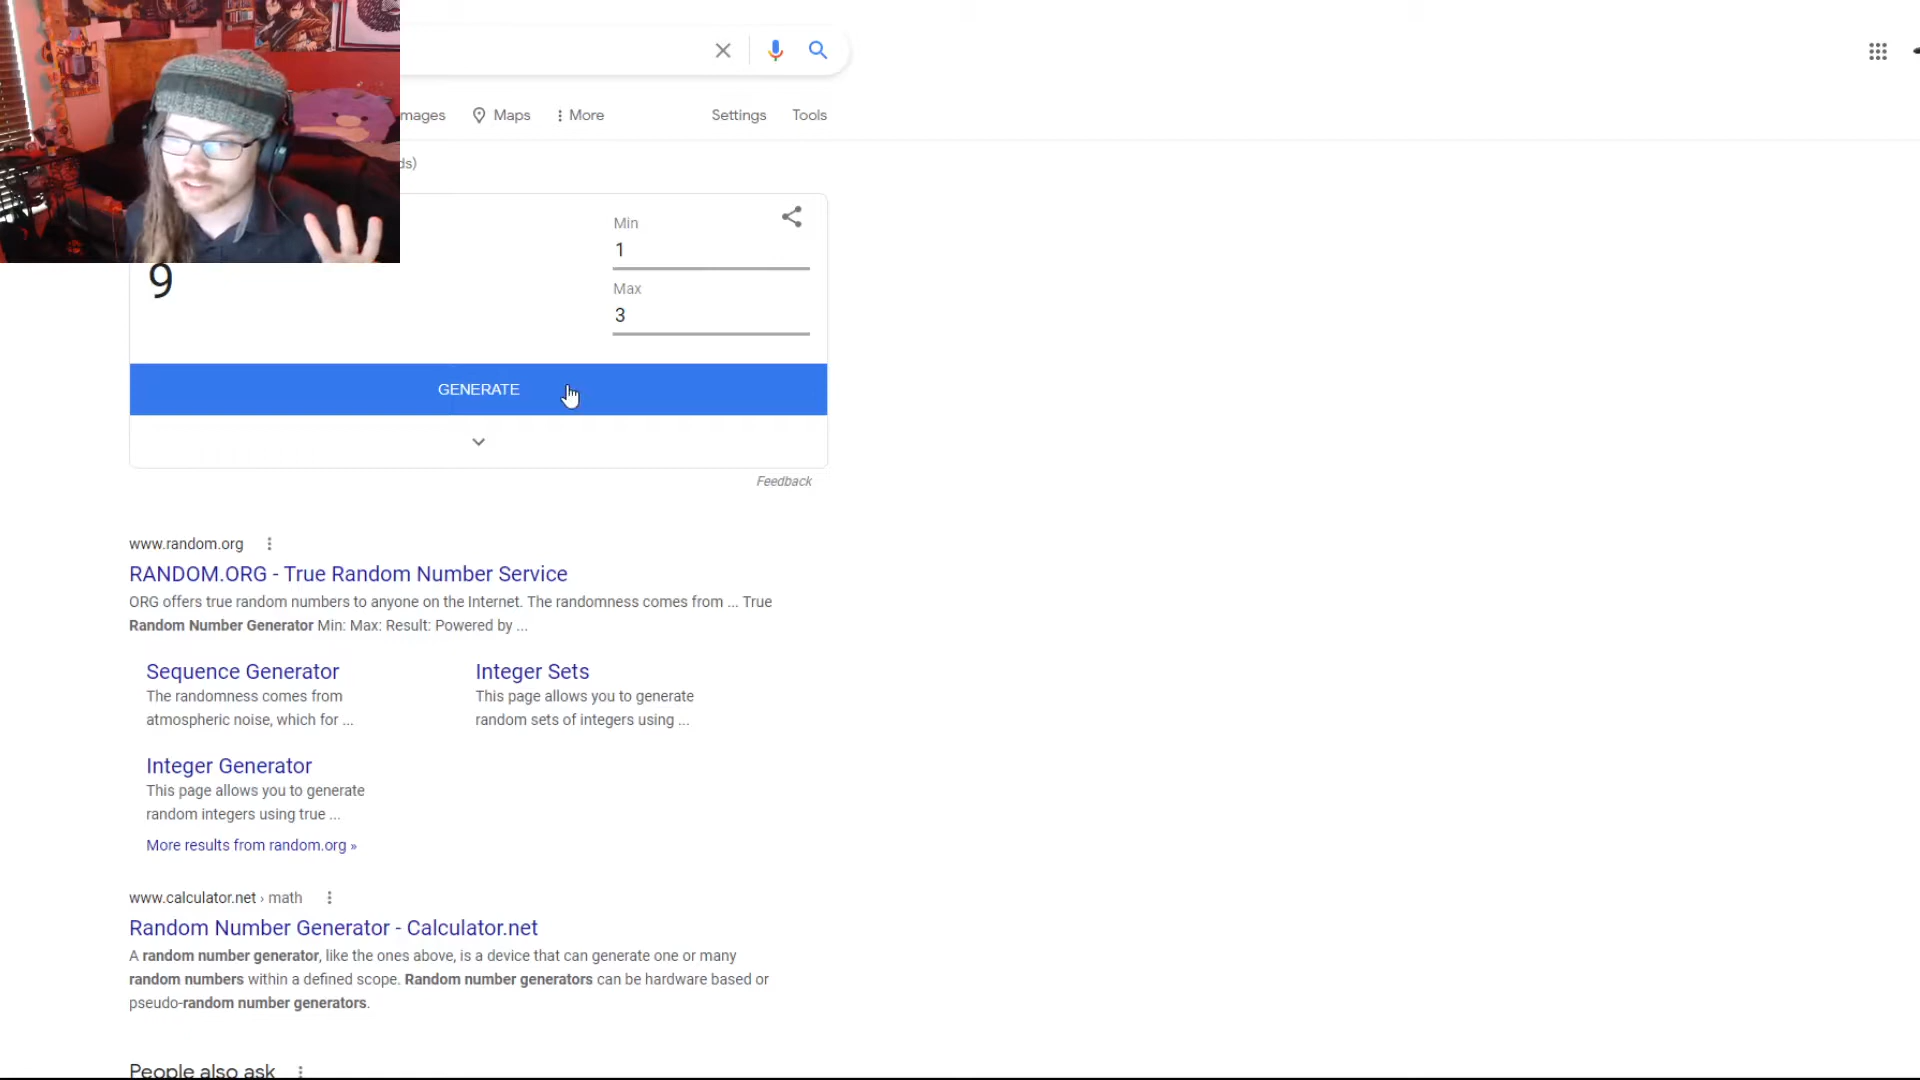 mages
Maps
More
Settings
Tools
ds)
Min
1
9
Max
3
GENERATE
Feedback
www.random.org
RANDOM.ORG - True Random Number Service
ORG offers true random numbers to anyone on the Internet. The randomness comes from ... True
Random Number Generator Min: Max: Result: Powered by ...
Sequence Generator
The randomness comes from
atmospheric noise, which for ...
Integer Sets
This page allows you to generate
random sets of integers using ...
Integer Generator
This page allows you to generate
random integers using true ...
More results from random.org »
www.calculator.net › math
Random Number Generator - Calculator.net
A random number generator, like the ones above, is a device that can generate one or many
random numbers within a defined scope. Random number generators can be hardware based or
pseudo-random number generators.
People also ask